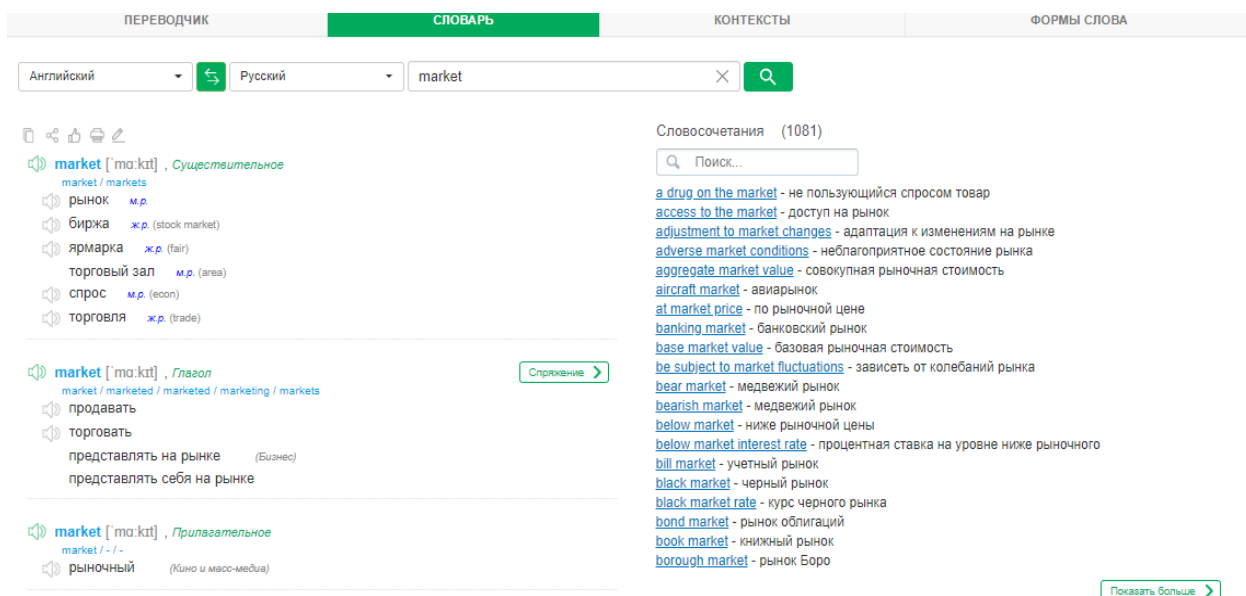 ПЕРЕВОДЧИК СЛОВАРЬ КОНТЕКСТЫ ФОРМЫ СЛОВА
Английский Русский market
market ['mɑ:kɪt] , Существительное
market / markets
рынок м.р.
биржа ж.р. (stock market)
ярмарка ж.р. (fair)
торговый зал м.р. (area)
спрос м.р. (econ)
торговля ж.р. (trade)
market ['mɑ:kɪt] , Глагол
Спряжение
market / marketed / marketed / marketing / markets
продавать
торговать
представлять на рынке (Бизнес)
представлять себя на рынке
market ['mɑ:kɪt] , Прилагательное
market / - / -
рыночный (Кино и масс-медиа)
Словосочетания (1081)
Поиск...
a drug on the market - не пользующийся спросом товар
access to the market - доступ на рынок
adjustment to market changes - адаптация к изменениям на рынке
adverse market conditions - неблагоприятное состояние рынка
aggregate market value - совокупная рыночная стоимость
aircraft market - авиарынок
at market price - по рыночной цене
banking market - банковский рынок
base market value - базовая рыночная стоимость
be subject to market fluctuations - зависеть от колебаний рынка
bear market - медвежий рынок
bearish market - медвежий рынок
below market - ниже рыночной цены
below market interest rate - процентная ставка на уровне ниже рыночного
bill market - учетный рынок
black market - черный рынок
black market rate - курс черного рынка
bond market - рынок облигаций
book market - книжный рынок
borough market - рынок Боро
Показать больше